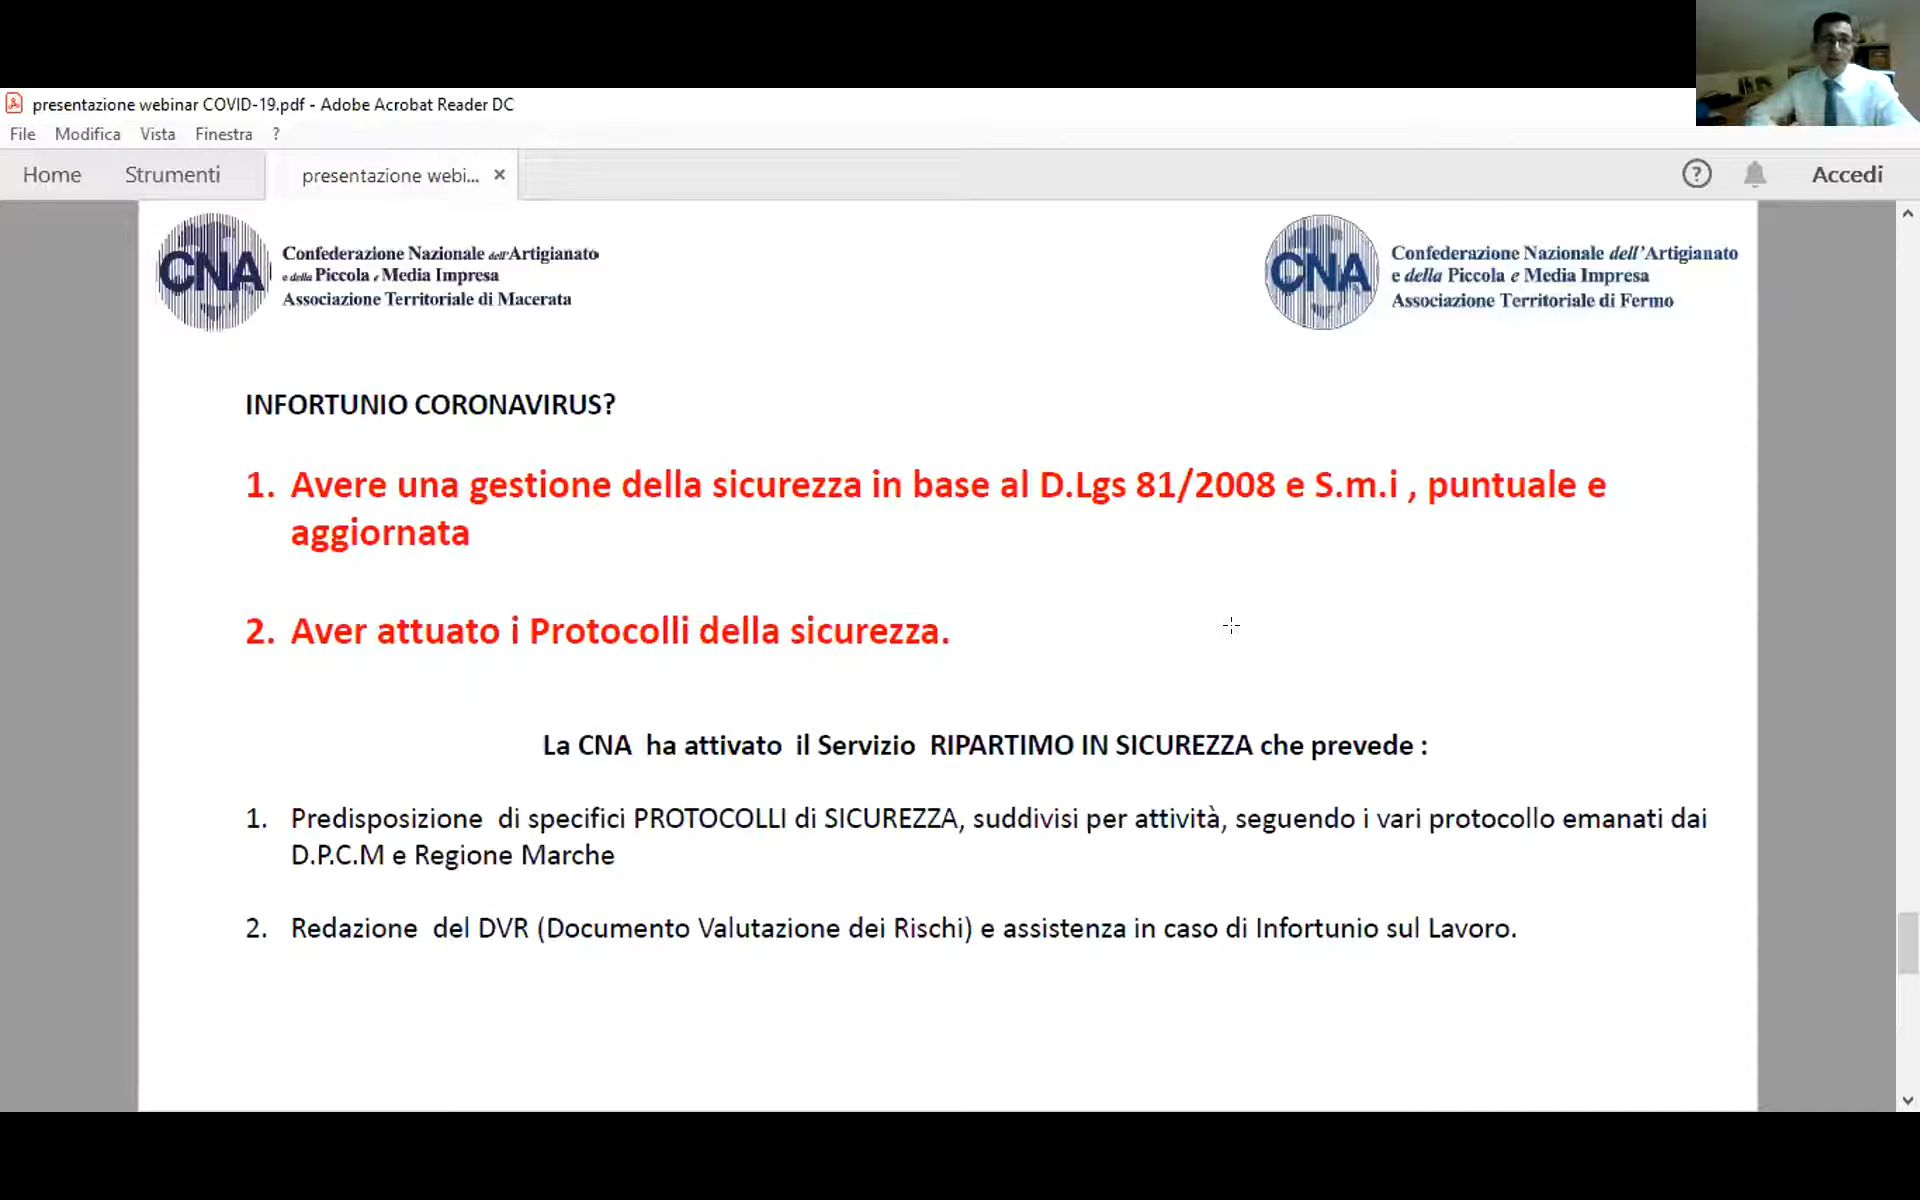 presentazione webinar COVID-19.pdf - Adobe Acrobat Reader DC
File Modifica Vista Finestra ?
Home Strumenti presentazione webi... × ? Accedi
CNA
Confederazione Nazionale dell'Artigianato
e della Piccola e Media Impresa
Associazione Territoriale di Macerata
CNA
Confederazione Nazionale dell'Artigianato
e della Piccola e Media Impresa
Associazione Territoriale di Fermo
INFORTUNIO CORONAVIRUS?
1. Avere una gestione della sicurezza in base al D.Lgs 81/2008 e S.m.i , puntuale e
aggiornata
2. Aver attuato i Protocolli della sicurezza.
La CNA ha attivato il Servizio RIPARTIMO IN SICUREZZA che prevede :
1. Predisposizione di specifici PROTOCOLLI di SICUREZZA, suddivisi per attività, seguendo i vari protocollo emanati dai
D.P.C.M e Regione Marche
2. Redazione del DVR (Documento Valutazione dei Rischi) e assistenza in caso di Infortunio sul Lavoro.